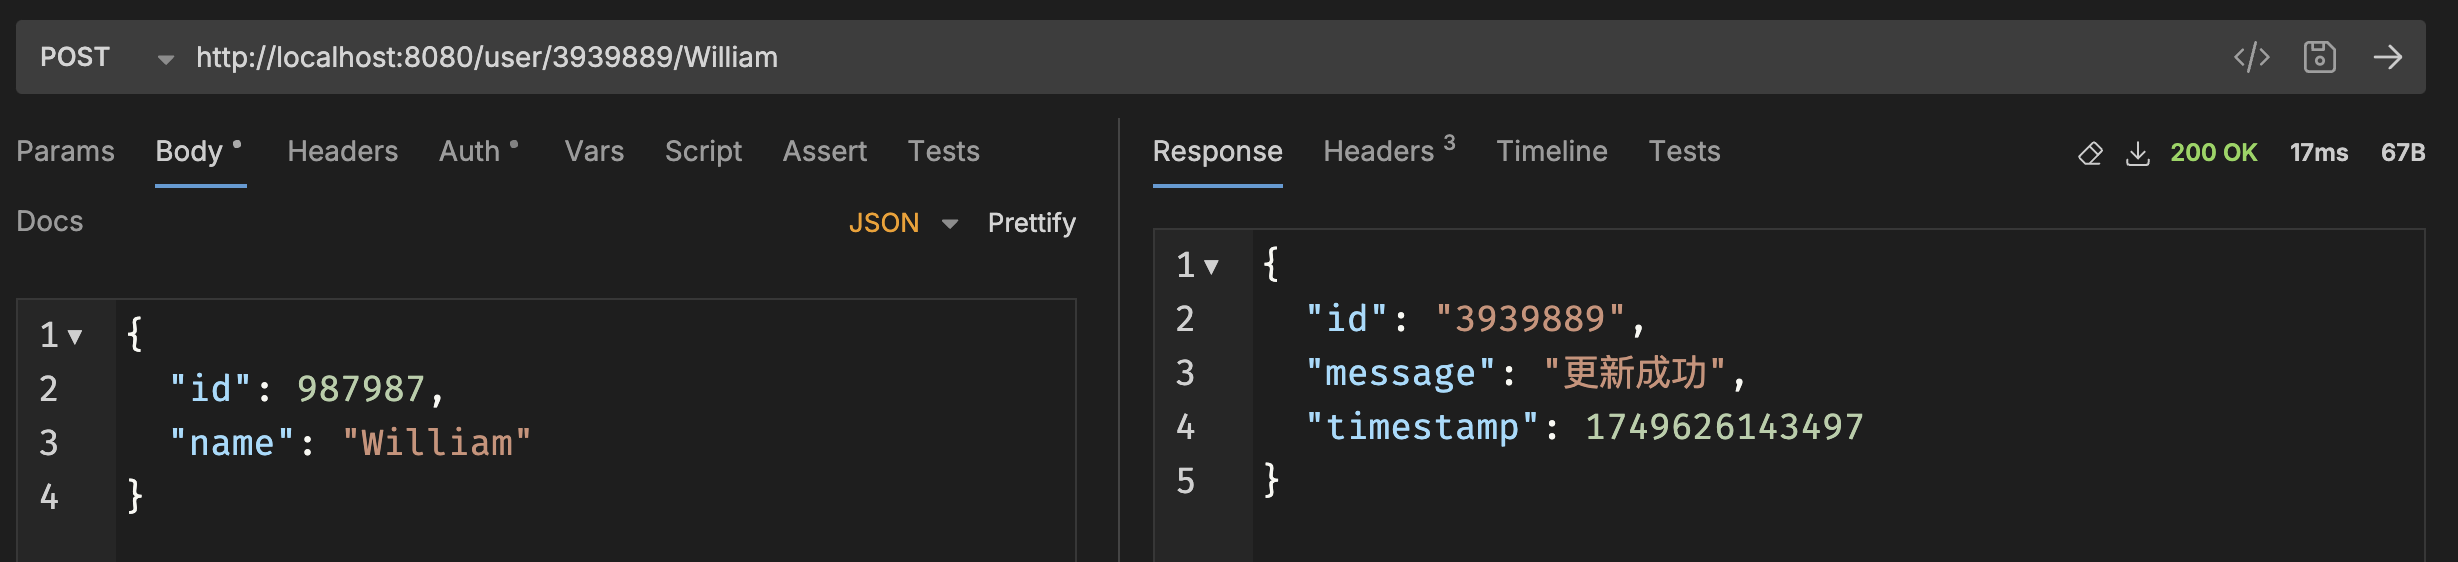 POST http://localhost:8080/user/3939889/William </>
Params Body Headers Auth Vars Script Assert Tests
Docs JSON Prettify
1 {
2 "id": 987987,
3 "name": "William"
4 }
Response Headers 3 Timeline Tests 200 OK 17ms 67B
1 {
2 "id": "3939889",
3 "message": "更新成功",
4 "timestamp": 1749626143497
5 }